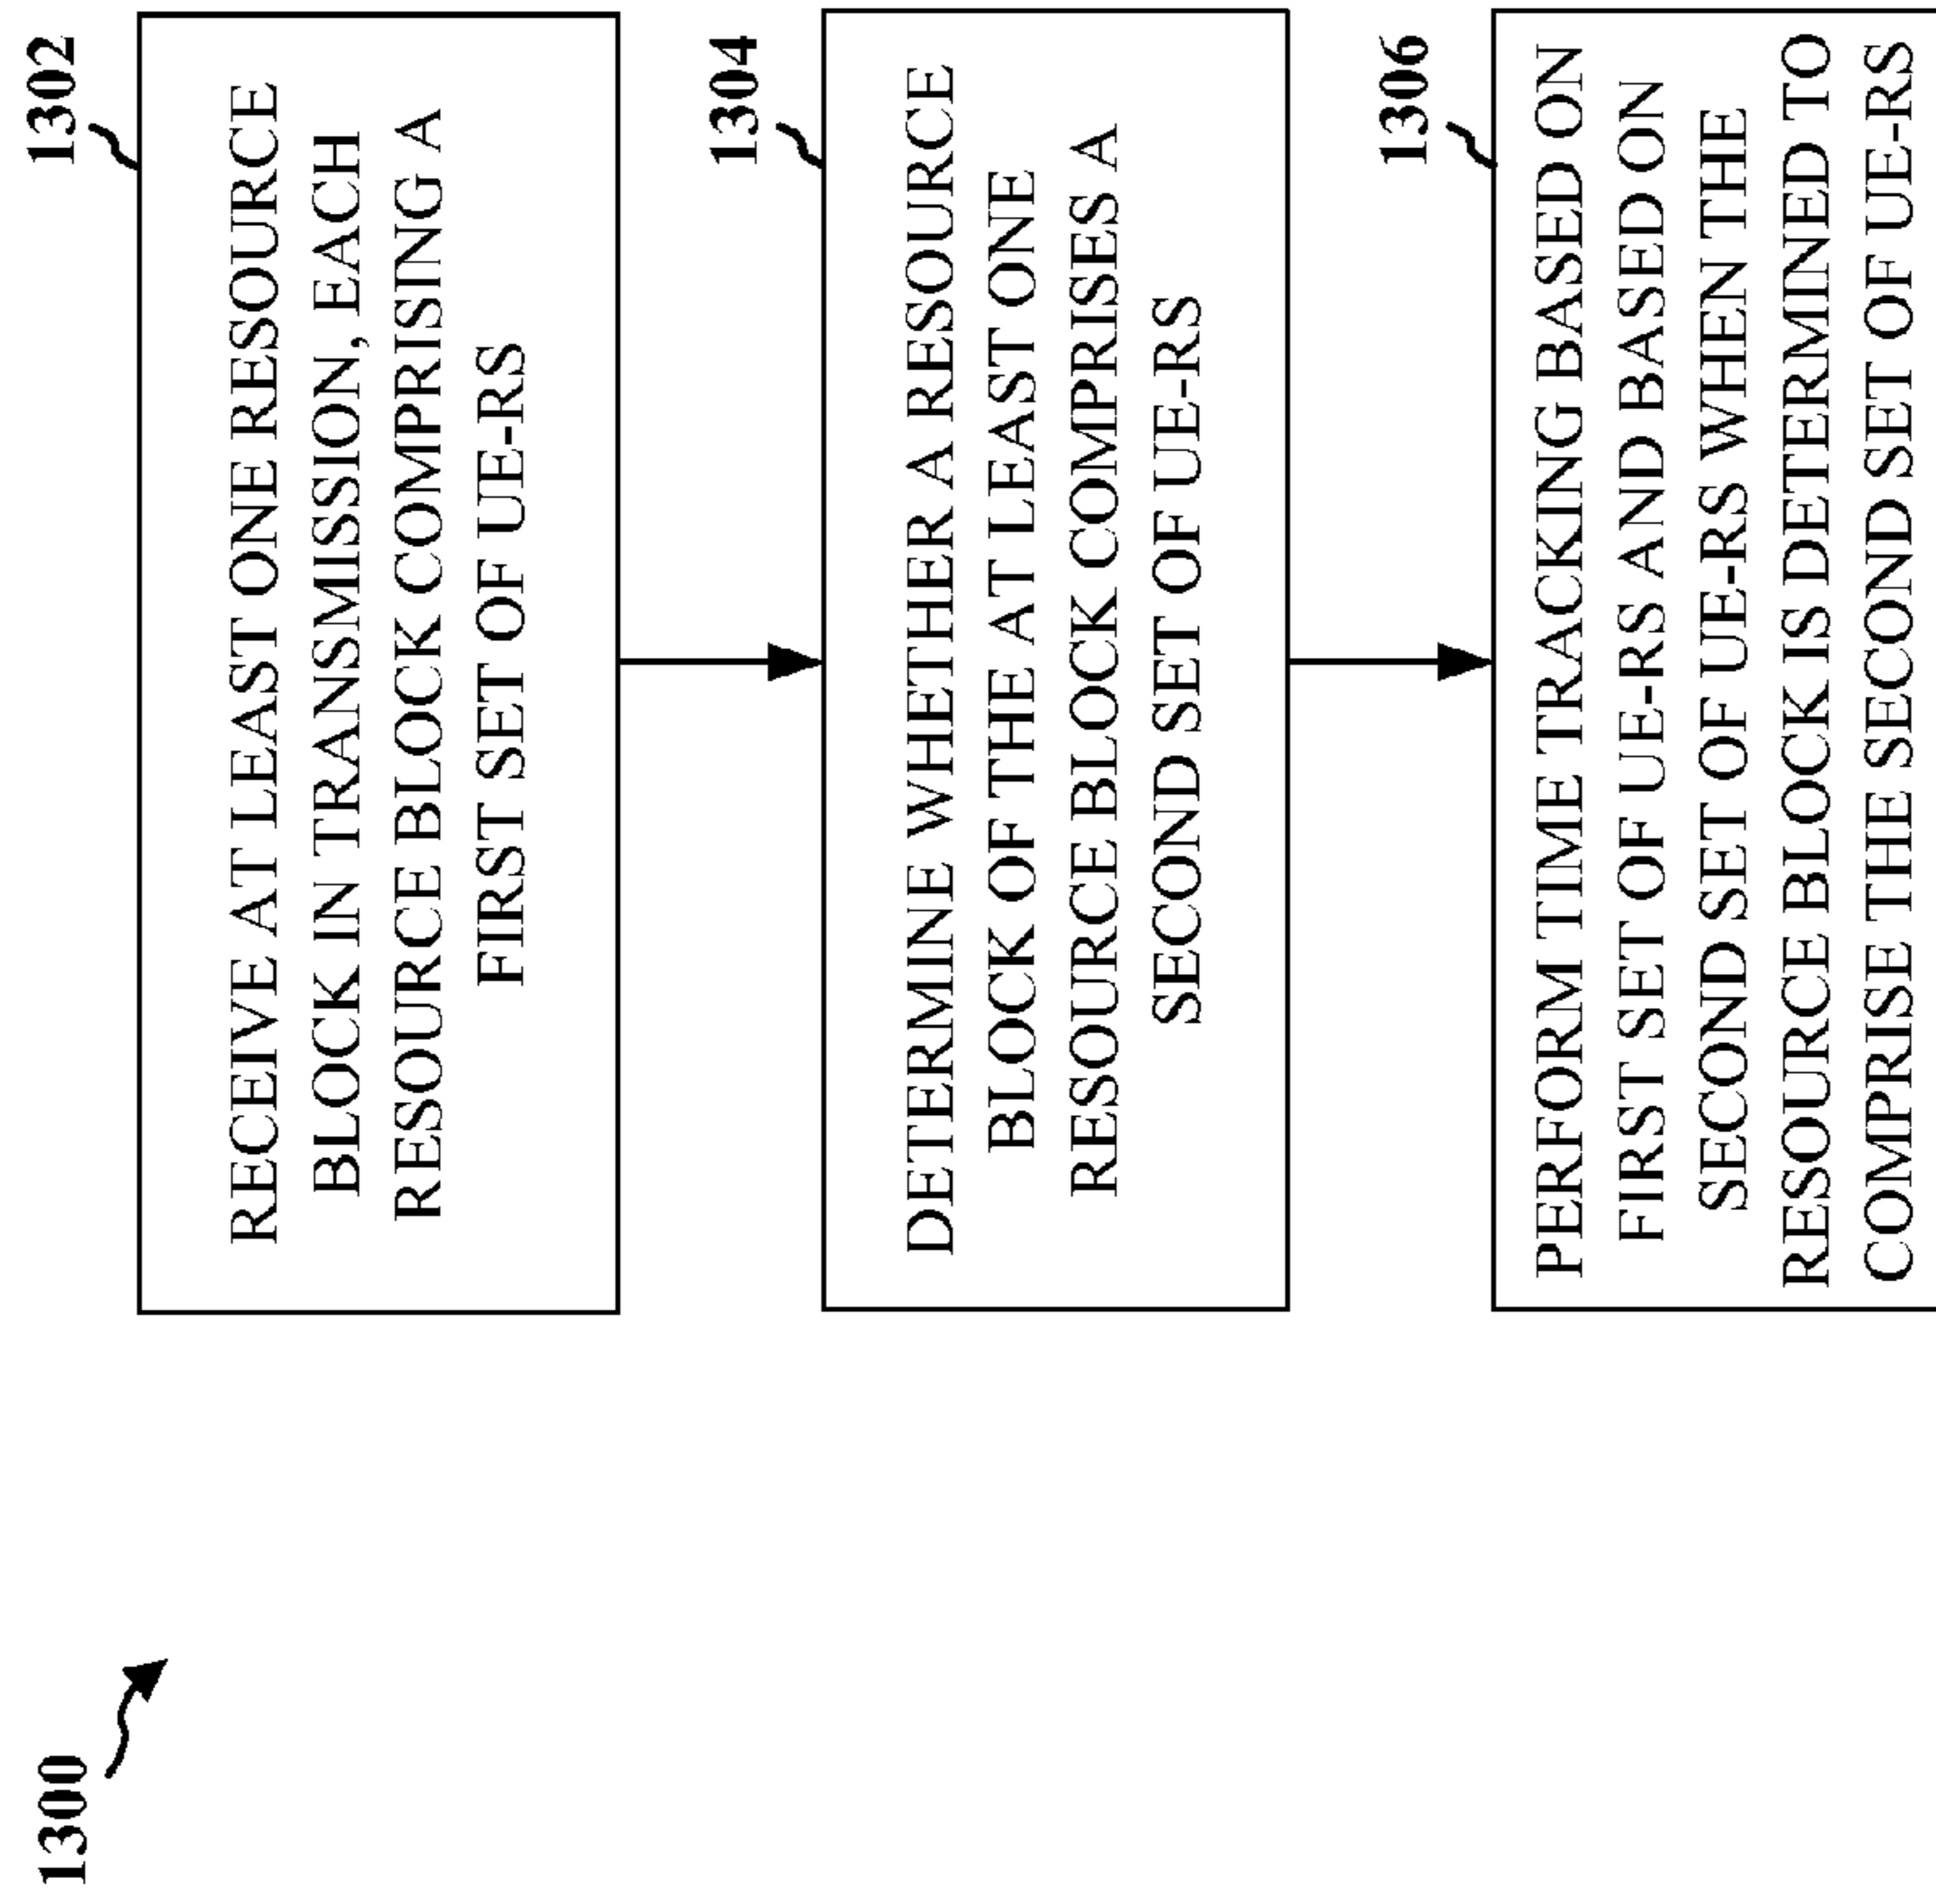 1300
1302
RECEIVE AT LEAST ONE RESOURCE
BLOCK IN TRANSMISSION, EACH
RESOURCE BLOCK COMPRISING A
FIRST SET OF UE-RS
1304
DETERMINE WHETHER A RESOURCE
BLOCK OF THE AT LEAST ONE
RESOURCE BLOCK COMPRISES A
SECOND SET OF UE-RS
1306
PERFORM TIME TRACKING BASED ON
FIRST SET OF UE-RS AND BASED ON
SECOND SET OF UE-RS WHEN THE
RESOURCE BLOCK IS DETERMINED TO
COMPRISE THE SECOND SET OF UE-RS